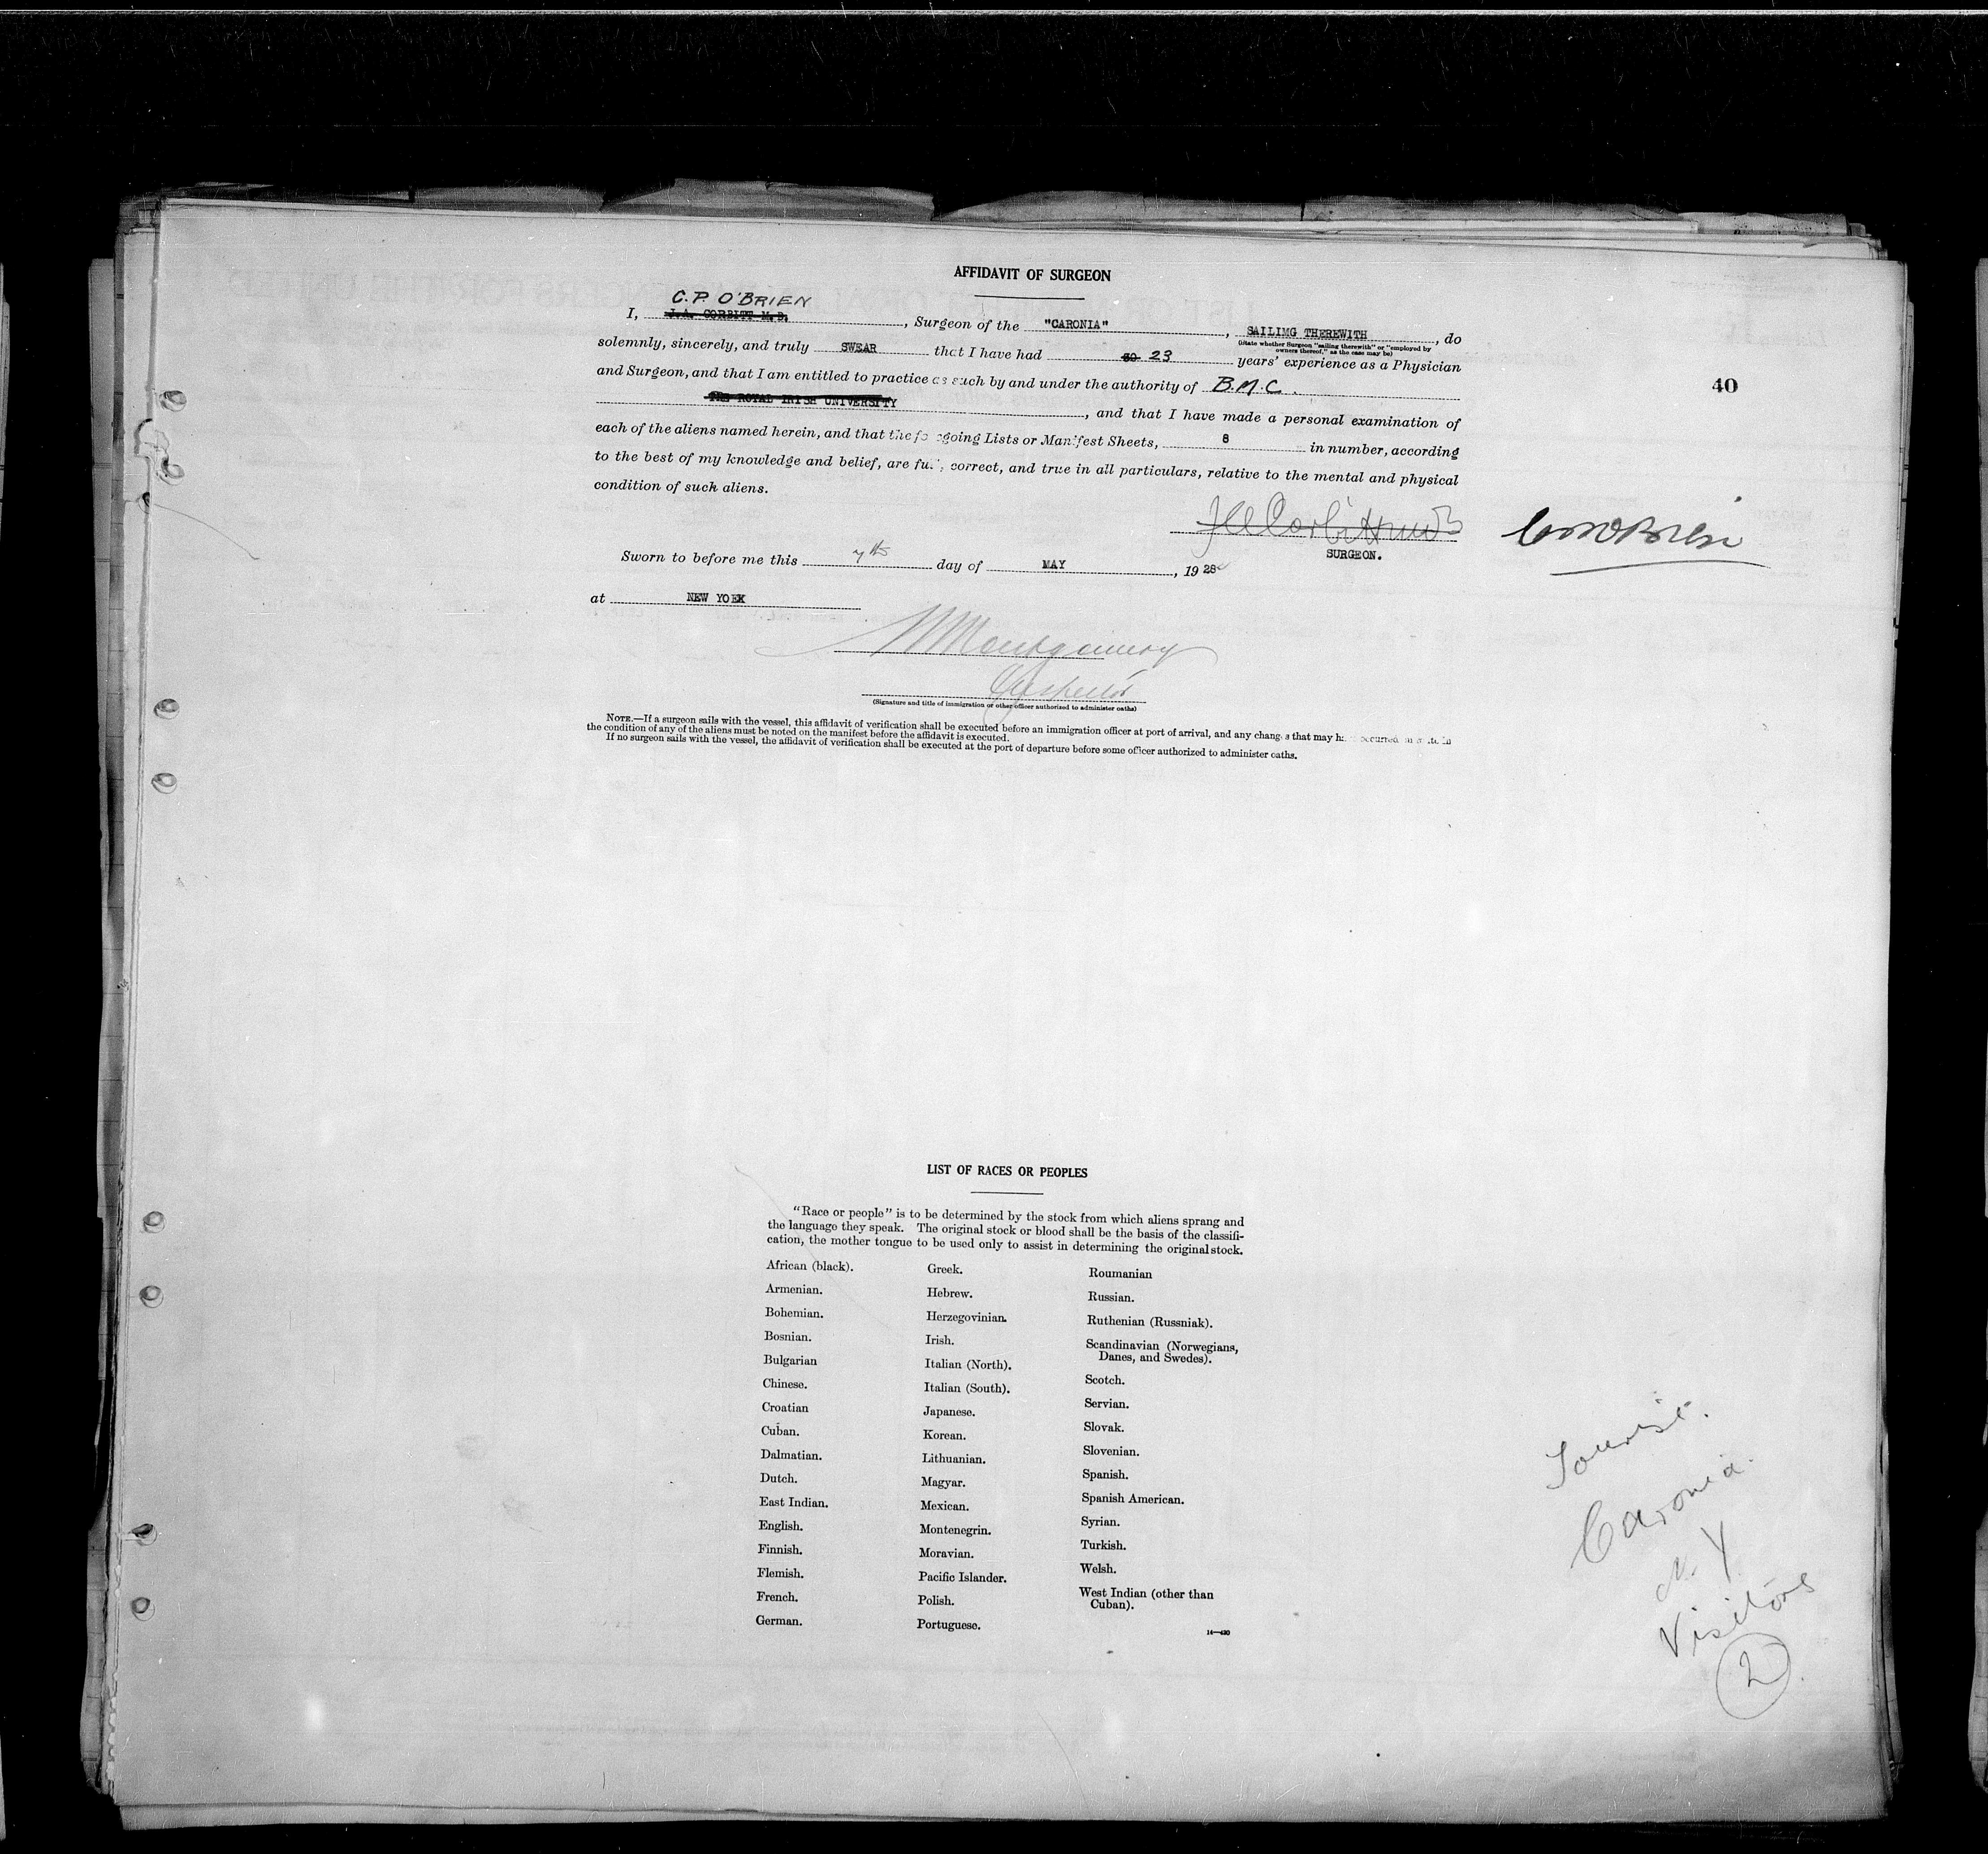 AFFIDAVIT OF SURGEON
C.P. O'BRIEN
I, J.A. CORBITT M.D. , Surgeon of the "CARONIA" , SAILIMG THEREWITH , do
(State whether Surgeon "sailing therewith" or "employed by
owners thereof," as the case may be)
solemnly, sincerely, and truly SWEAR that I have had 30 23 years' experience as a Physician
and Surgeon, and that I am entitled to practice as such by and under the authority of B.M.C.
THE ROYAL IRISH UNIVERSITY , and that I have made a personal examination of
40
each of the aliens named herein, and that the foregoing Lists or Manifest Sheets, 8 in number, according
to the best of my knowledge and belief, are full, correct, and true in all particulars, relative to the mental and physical
condition of such aliens.
JA Corbitt MD
SURGEON.
O'Brien
Sworn to before me this 7th day of MAY , 19 28
at NEW YORK
Montgomery
Inspector
(Signature and title of immigration or other officer authorized to administer oaths)
NOTE.—If a surgeon sails with the vessel, this affidavit of verification shall be executed before an immigration officer at port of arrival, and any changes that may have occurred in
the condition of any of the aliens must be noted on the manifest before the affidavit is executed.
If no surgeon sails with the vessel, the affidavit of verification shall be executed at the port of departure before some officer authorized to administer oaths.
LIST OF RACES OR PEOPLES
"Race or people" is to be determined by the stock from which aliens sprang and
the language they speak. The original stock or blood shall be the basis of the classifi-
cation, the mother tongue to be used only to assist in determining the original stock.
African (black).
Armenian.
Bohemian.
Bosnian.
Bulgarian
Chinese.
Croatian
Cuban.
Dalmatian.
Dutch.
East Indian.
English.
Finnish.
Flemish.
French.
German.
Greek.
Hebrew.
Herzegovinian.
Irish.
Italian (North).
Italian (South).
Japanese.
Korean.
Lithuanian.
Magyar.
Mexican.
Montenegrin.
Moravian.
Pacific Islander.
Polish.
Portuguese.
Roumanian
Russian.
Ruthenian (Russniak).
Scandinavian (Norwegians,
Danes, and Swedes).
Scotch.
Servian.
Slovak.
Slovenian.
Spanish.
Spanish American.
Syrian.
Turkish.
Welsh.
West Indian (other than
Cuban).
14—430
Tourist.
Caronia.
N.Y
Visitors
2